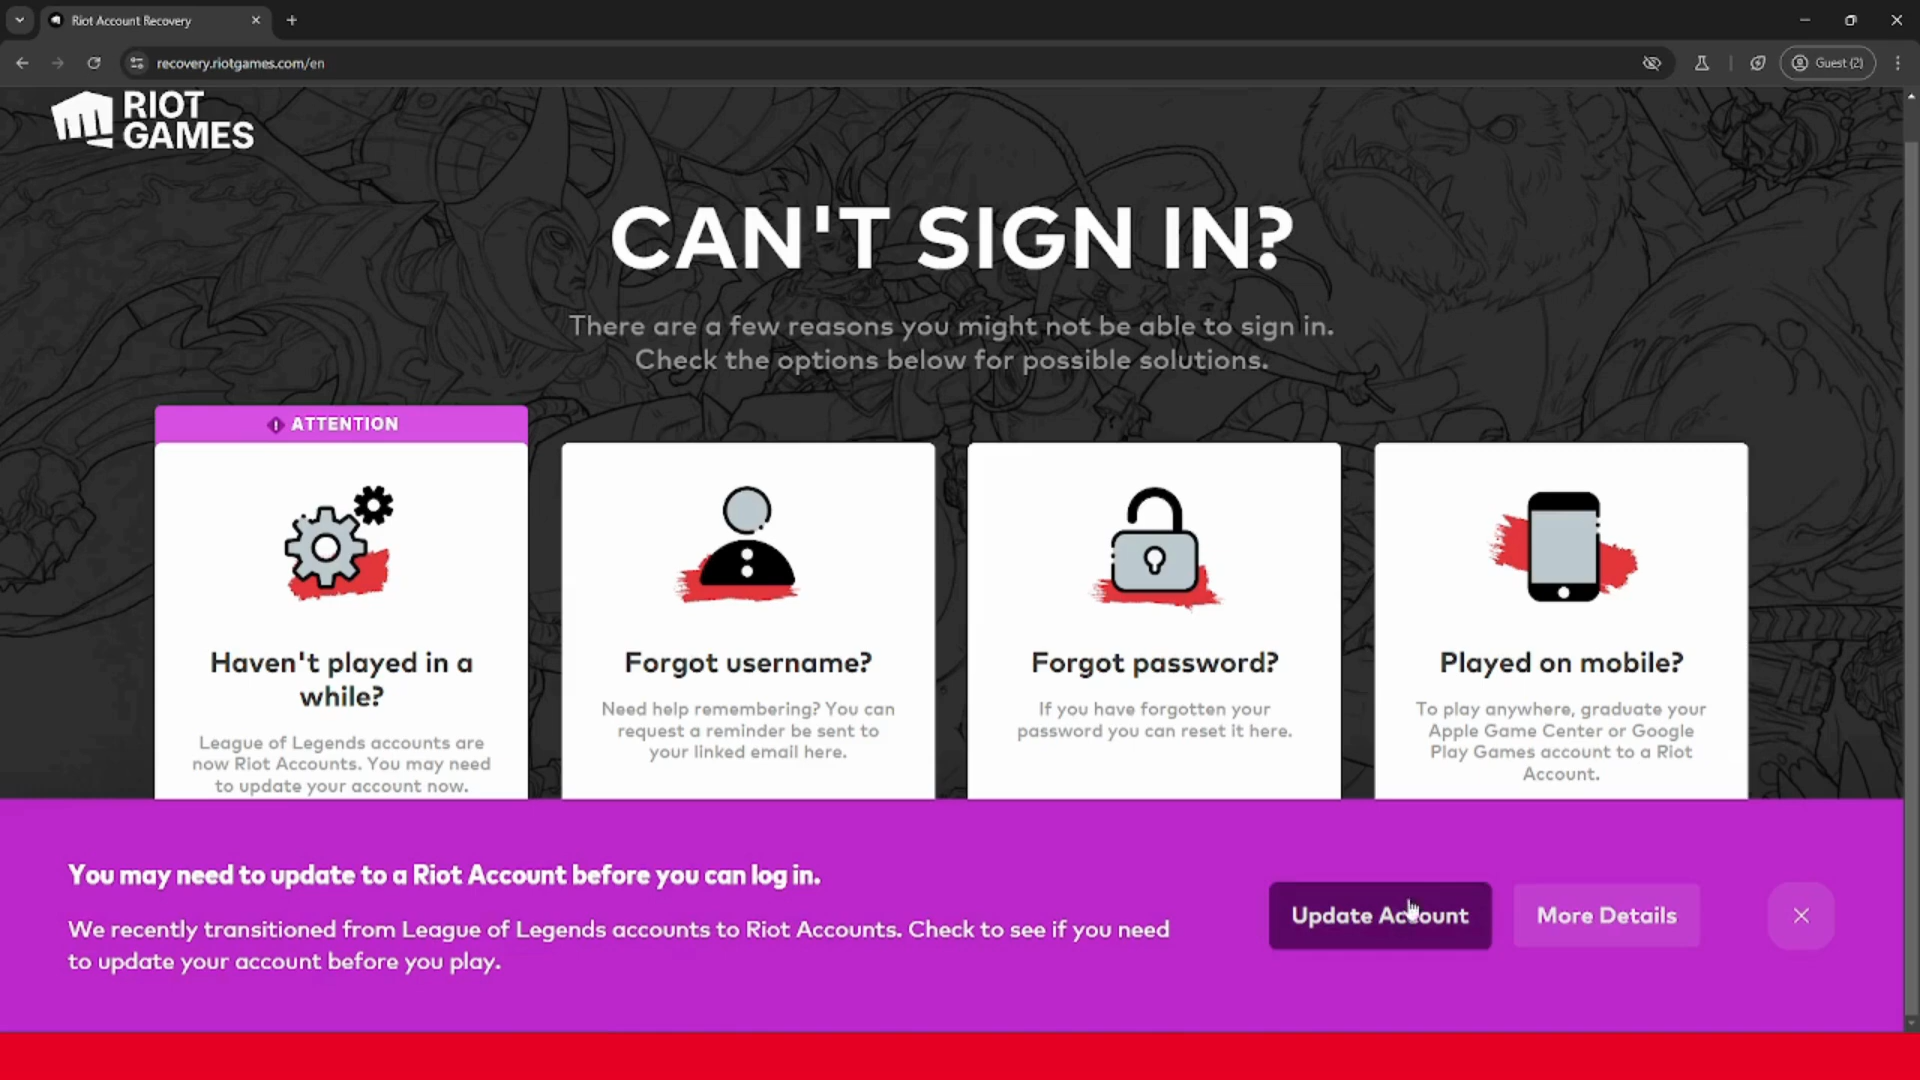 Riot Account Recovery
recovery.riotgames.com/en
Guest (2)
RIOT
GAMES
CAN'T SIGN IN?
There are a few reasons you might not be able to sign in.
Check the options below for possible solutions.
ATTENTION
Haven't played in a
while?
League of Legends accounts are
now Riot Accounts. You may need
to update your account now.
Forgot username?
Need help remembering? You can
request a reminder be sent to
your linked email here.
Forgot password?
If you have forgotten your
password you can reset it here.
Played on mobile?
To play anywhere, graduate your
Apple Game Center or Google
Play Games account to a Riot
Account.
You may need to update to a Riot Account before you can log in.
We recently transitioned from League of Legends accounts to Riot Accounts. Check to see if you need
to update your account before you play.
Update Account
More Details